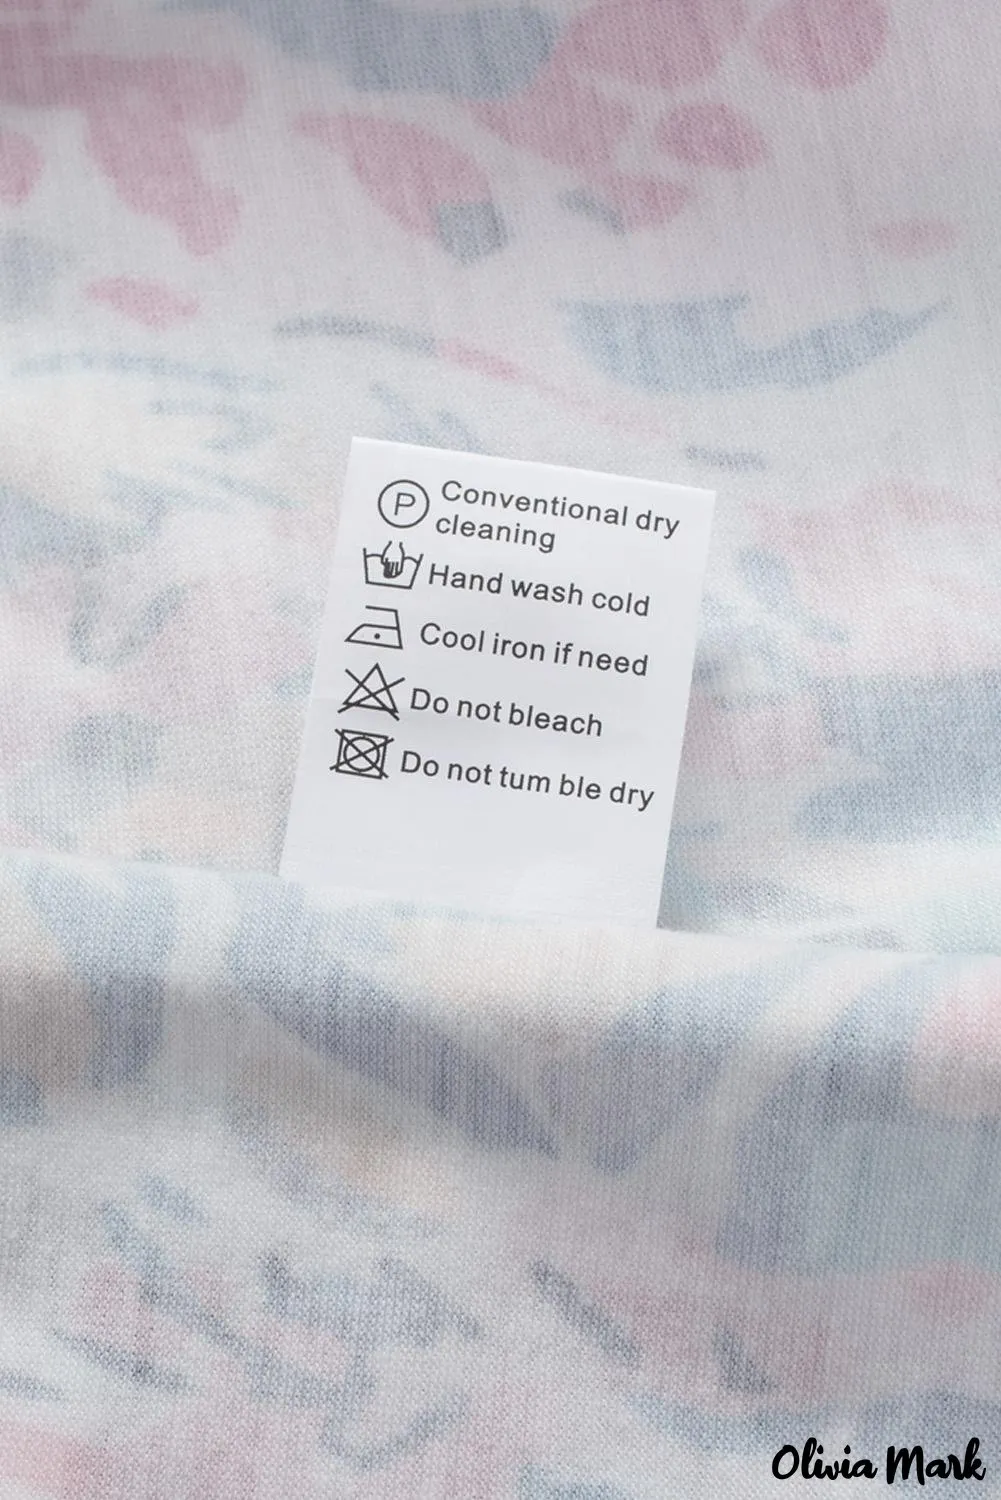 P
Conventional dry
cleaning
Hand wash cold
Cool iron if need
Do not bleach
Do not tum ble dry
Olivia Mark